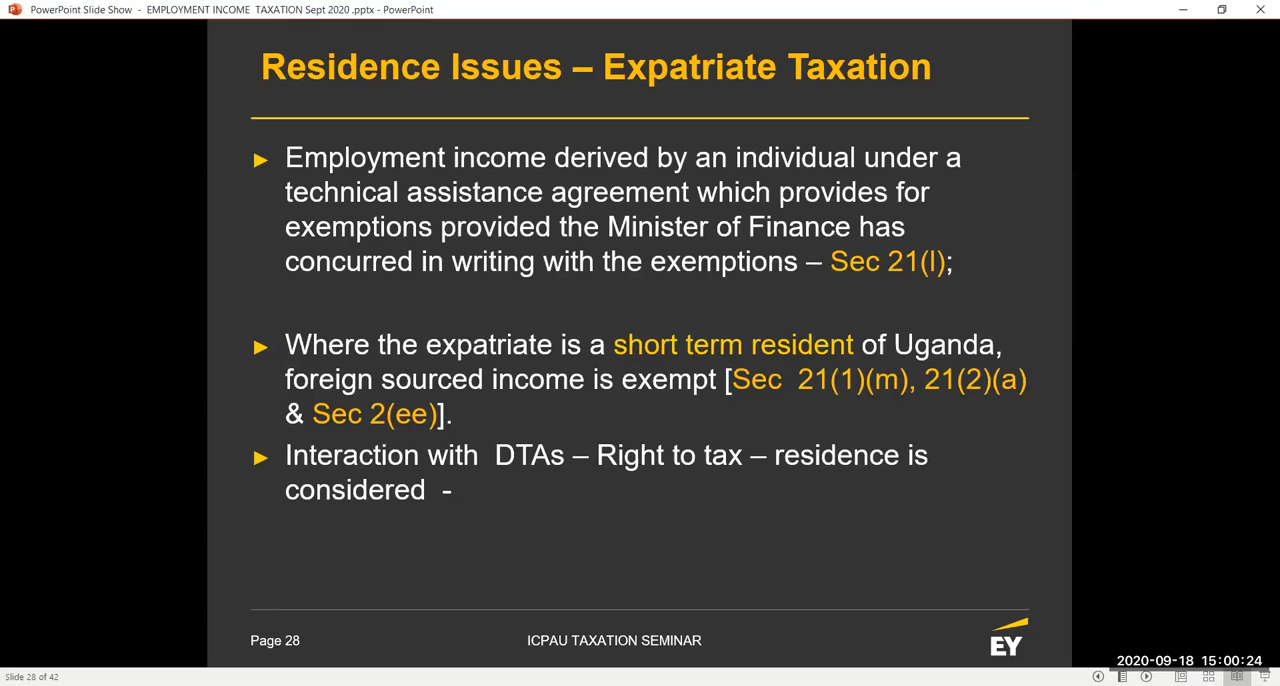 PowerPoint Slide Show - EMPLOYMENT INCOME TAXATION Sept 2020 .pptx - PowerPoint
Residence Issues – Expatriate Taxation
► Employment income derived by an individual under a
technical assistance agreement which provides for
exemptions provided the Minister of Finance has
concurred in writing with the exemptions – Sec 21(l);
► Where the expatriate is a short term resident of Uganda,
foreign sourced income is exempt [Sec 21(1)(m), 21(2)(a)
& Sec 2(ee)].
► Interaction with DTAs – Right to tax – residence is
considered -
Page 28
ICPAU TAXATION SEMINAR
EY
2020-09-18 15:00:24
Slide 28 of 42